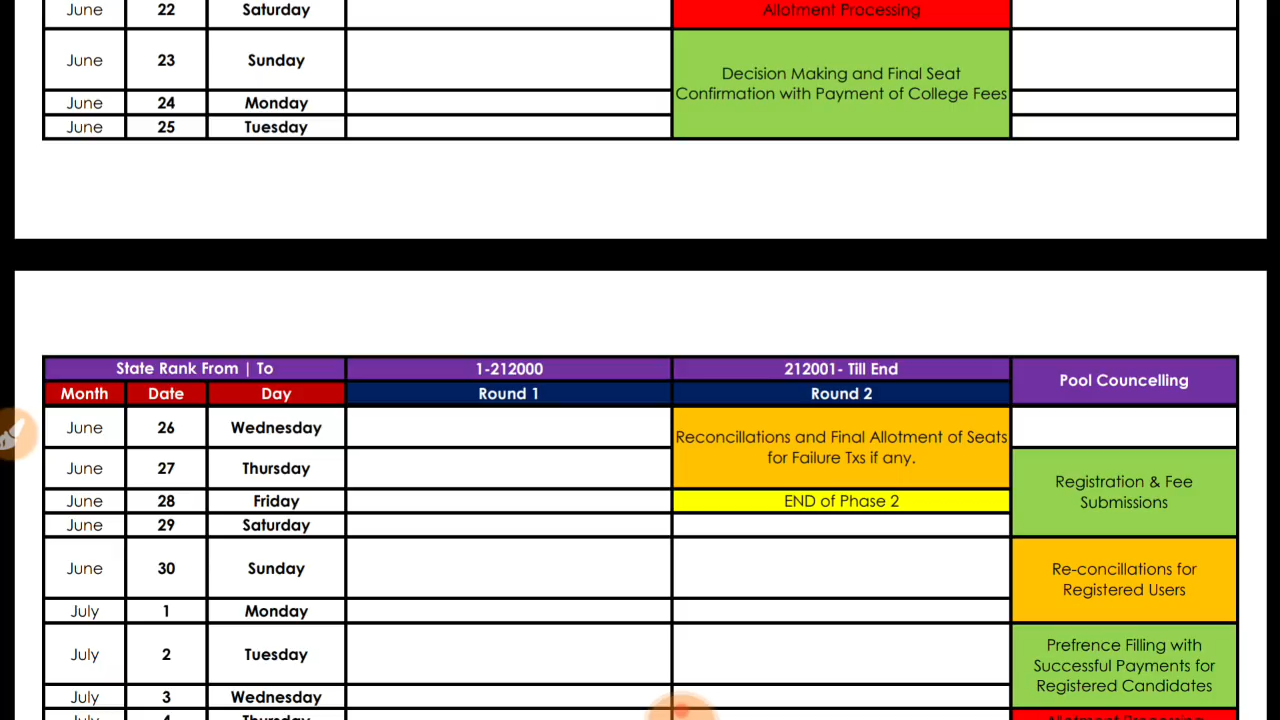 June 22 Saturday Allotment Processing
June 23 Sunday
Decision Making and Final Seat
Confirmation with Payment of College Fees
June 24 Monday
June 25 Tuesday
State Rank From | To 1-212000 212001- Till End Pool Councelling
Month Date Day Round 1 Round 2
June 26 Wednesday
Reconcillations and Final Allotment of Seats
for Failure Txs if any.
June 27 Thursday
Registration & Fee
Submissions
June 28 Friday END of Phase 2
June 29 Saturday
June 30 Sunday
Re-concillations for
Registered Users
July 1 Monday
July 2 Tuesday
Prefrence Filling with
Successful Payments for
Registered Candidates
July 3 Wednesday
July 4 Thursday Allotment Processing